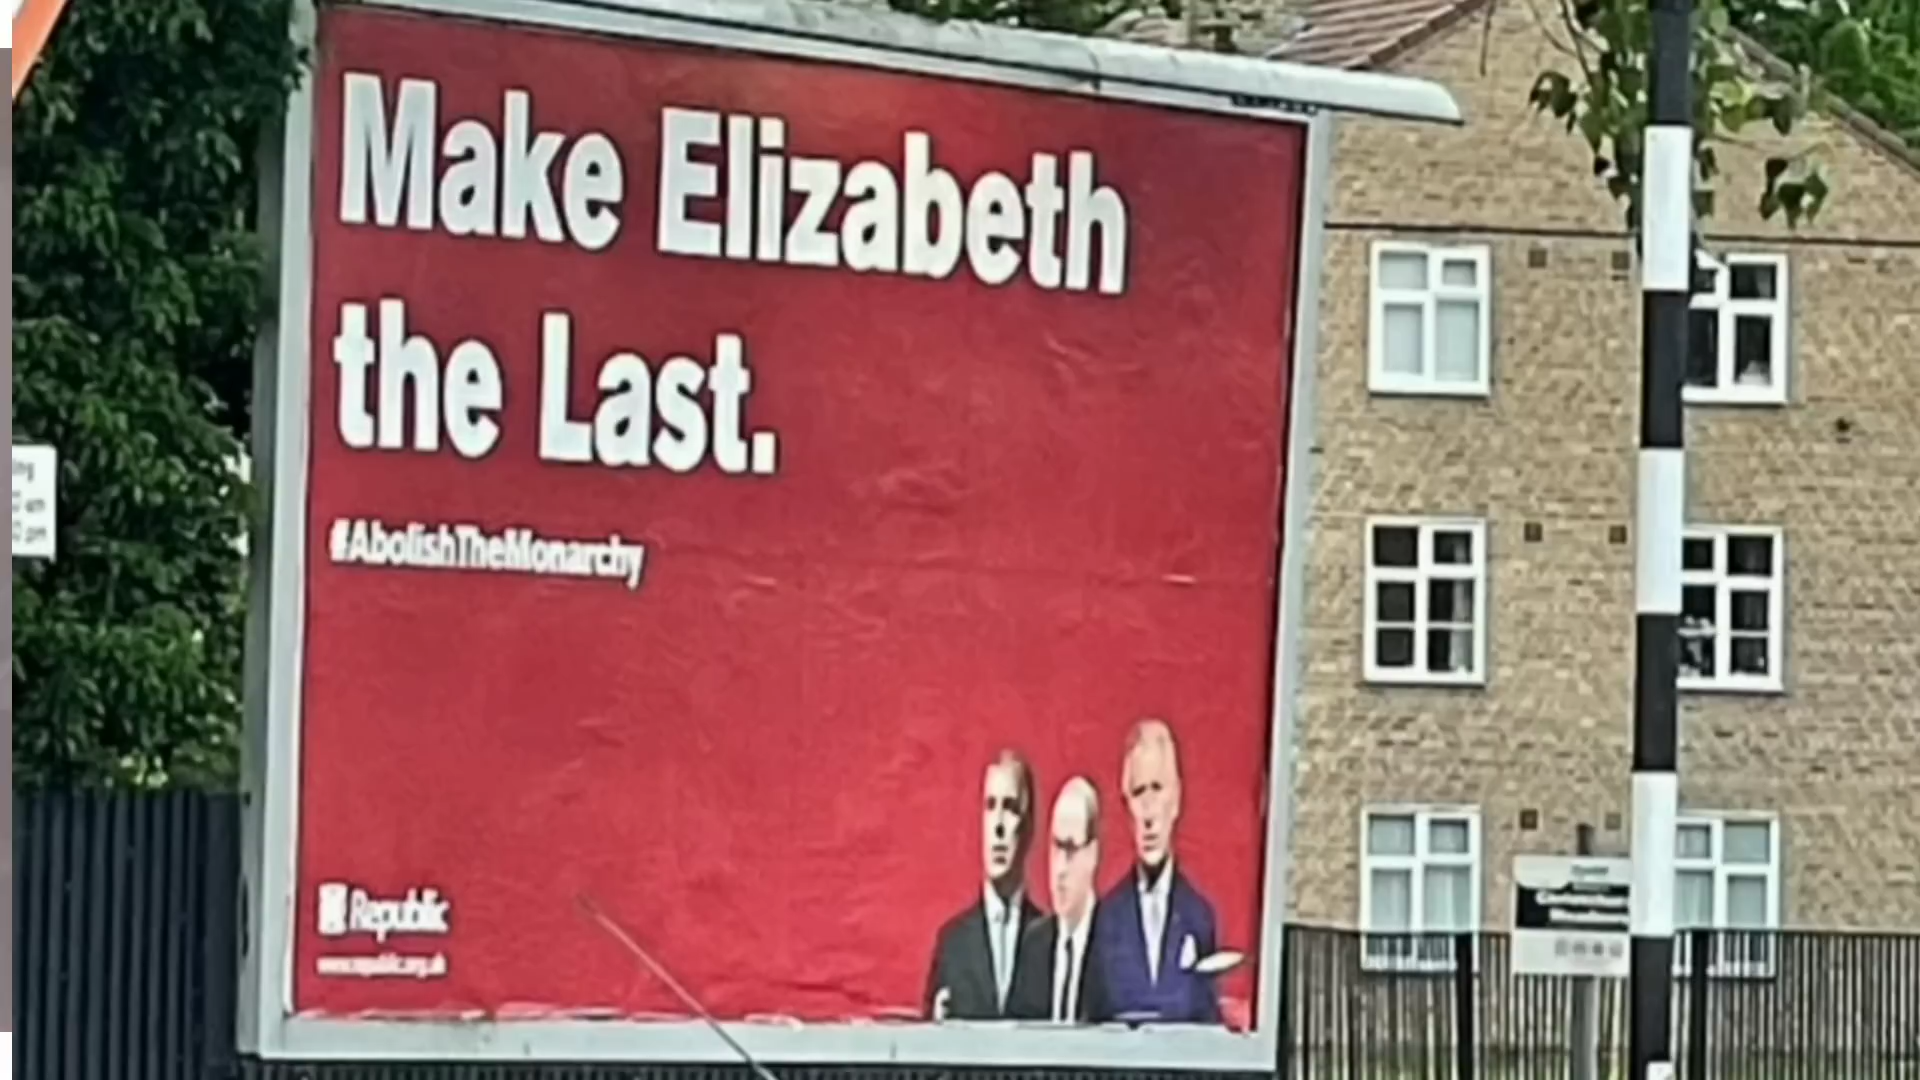 Make Elizabeth
the Last.
#AbolishTheMonarchy
Republic
www.republic.org.uk